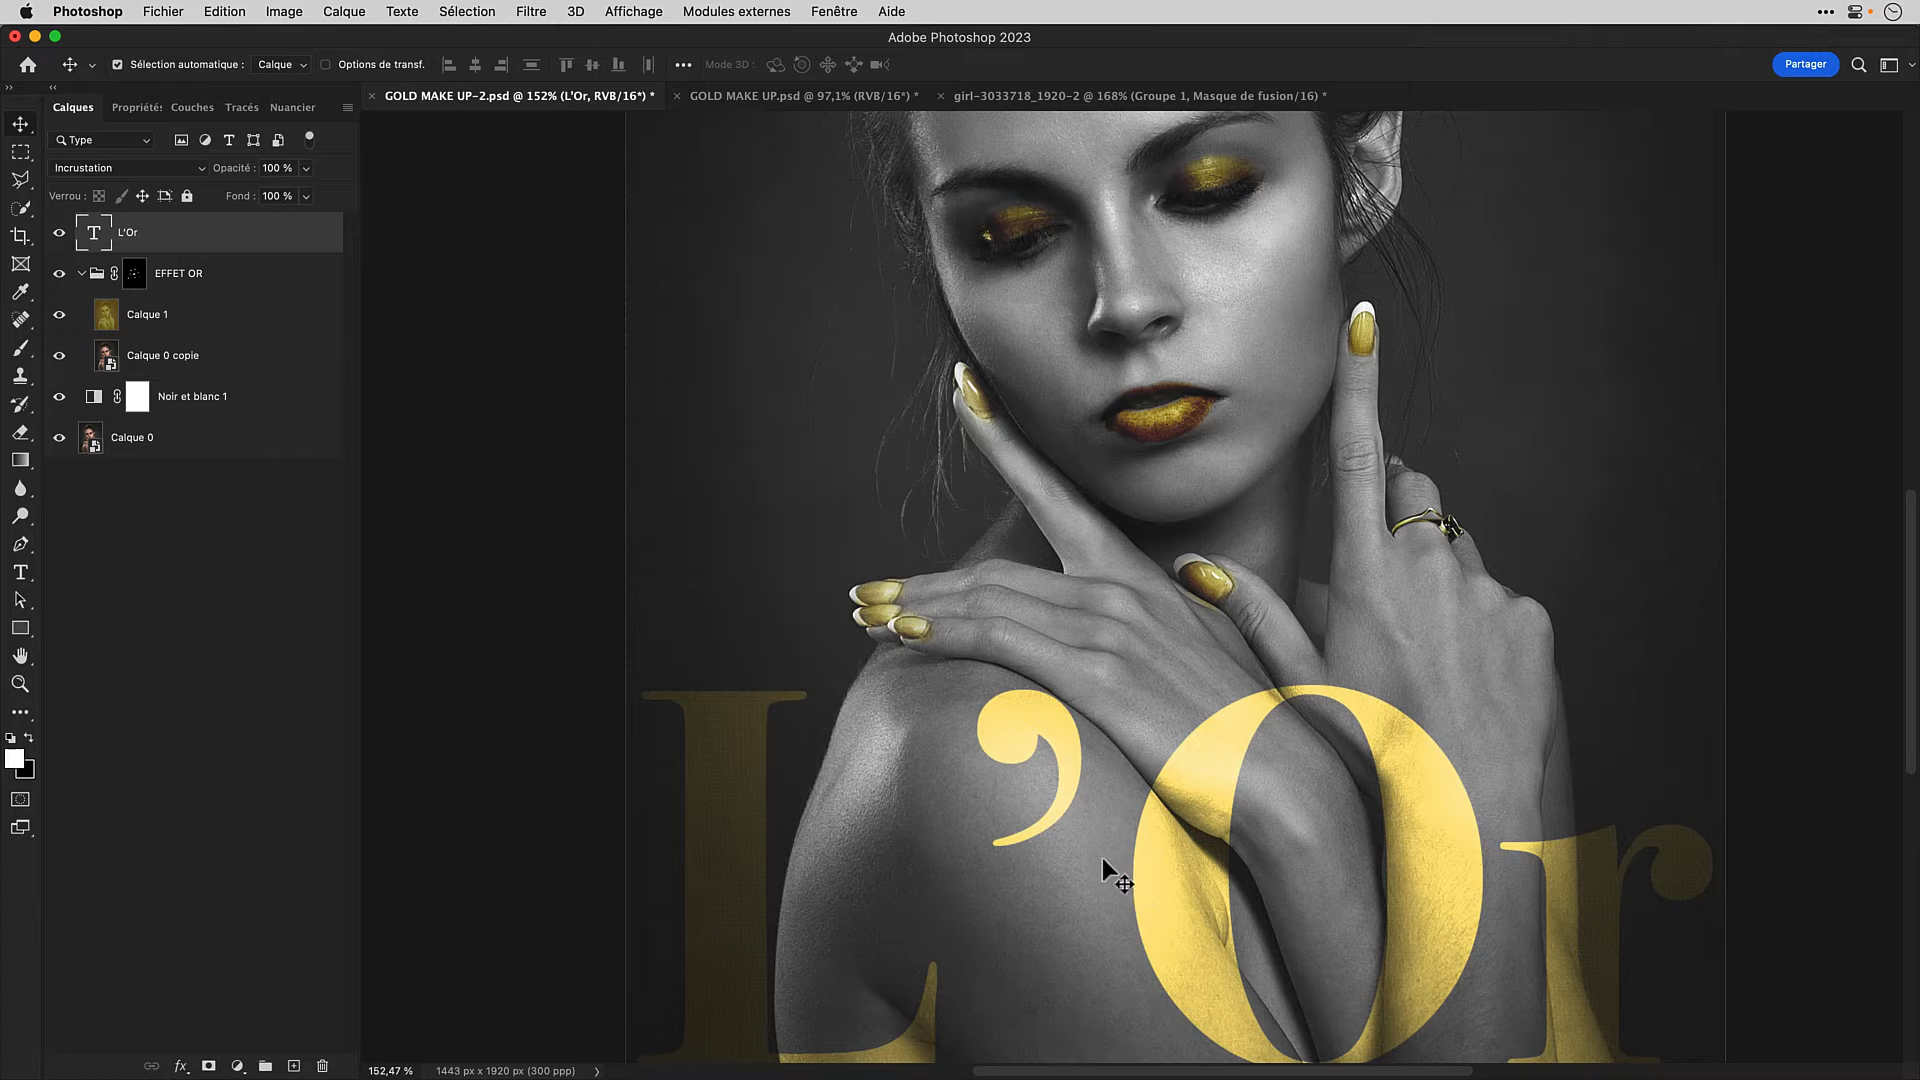 Photoshop Fichier Edition Image Calque Texte Sélection Filtre 3D Affichage Modules externes Fenêtre Aide
Adobe Photoshop 2023
Sélection automatique : Calque Options de transf. Mode 3D : Partager
Calques Propriétés Couches Tracés Nuancier
GOLD MAKE UP-2.psd @ 152% (L'Or, RVB/16*) * GOLD MAKE UP.psd @ 97,1% (RVB/16*) * girl-3033718_1920-2 @ 168% (Groupe 1, Masque de fusion/16) *
Type
Incrustation Opacité : 100 %
Verrou : Fond : 100 %
L'Or
EFFET OR
Calque 1
Calque 0 copie
Noir et blanc 1
Calque 0
L'Or
152,47 % 1443 px x 1920 px (300 ppp)